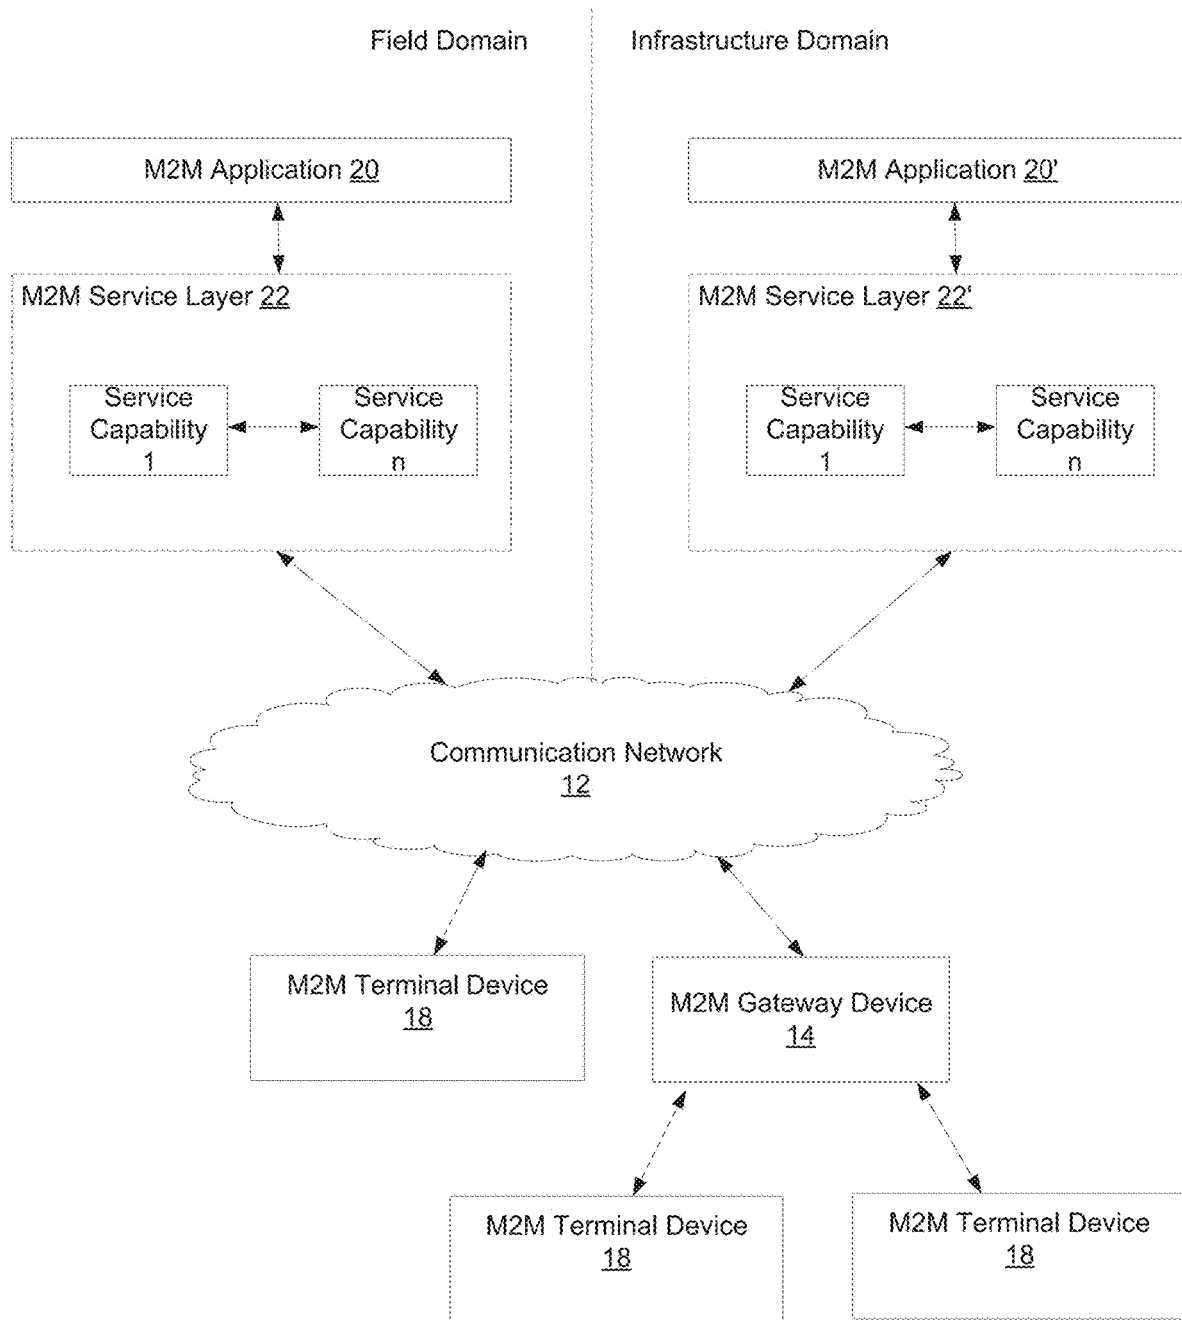 Field Domain
Infrastructure Domain
M2M Application 20
M2M Application 20'
M2M Service Layer 22
M2M Service Layer 22'
Service
Capability
1
Service
Capability
n
Service
Capability
1
Service
Capability
n
Communication Network
12
M2M Terminal Device
18
M2M Gateway Device
14
M2M Terminal Device
18
M2M Terminal Device
18